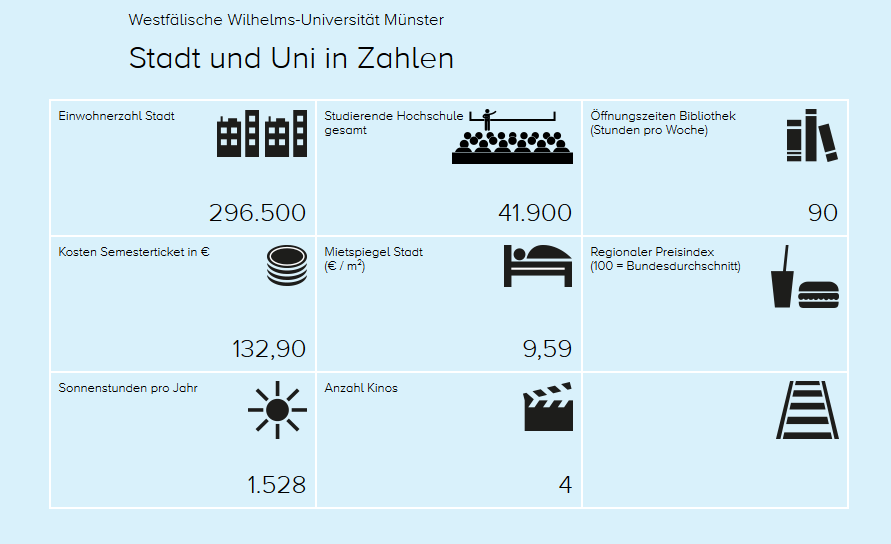 Westfälische Wilhelms-Universität Münster
Stadt und Uni in Zahlen
Einwohnerzahl Stadt
296.500
Studierende Hochschule
gesamt
41.900
Öffnungszeiten Bibliothek
(Stunden pro Woche)
90
Kosten Semesterticket in €
132,90
Mietspiegel Stadt
(€ / m²)
9,59
Regionaler Preisindex
(100 = Bundesdurchschnitt)
Sonnenstunden pro Jahr
1.528
Anzahl Kinos
4